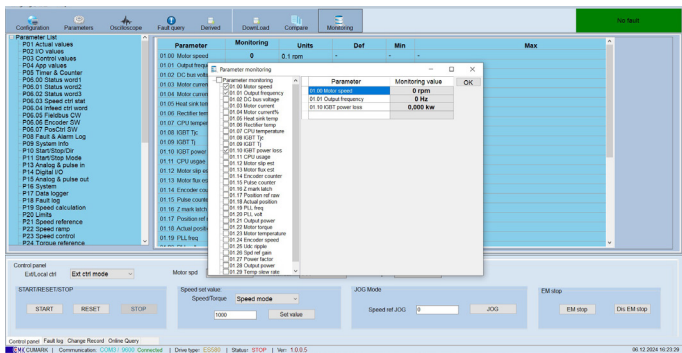 Configuration Parameters Oscilloscope Fault query Derived DownLoad Compare Monitoring No fault
Parameter List
P01 Actual values
P02 I/O values
P03 Control values
P04 App values
P05 Timer & Counter
P06.00 Status word1
P06.01 Status word2
P06.02 Status word3
P06.03 Speed ctrl stat
P06.04 Infeed ctrl word
P06.05 Fieldbus CW
P06.06 Encoder SW
P06.07 PosCtrl SW
P08 Fault & Alarm Log
P09 System info
P10 Start/Stop/Dir
P11 Start/Stop Mode
P13 Analog & pulse in
P14 Digital I/O
P15 Analog & pulse out
P16 System
P17 Data logger
P18 Fault log
P19 Speed calculation
P20 Limits
P21 Speed reference
P22 Speed ramp
P23 Speed control
P24 Torque reference
Parameter Monitoring Units Def Min Max
01.00 Motor speed 0 0.1 rpm - -
01.01 Output frequ
01.02 DC bus volta
01.03 Motor curren
01.04 Motor curren
01.05 Heat sink tem
01.06 Rectifier tem
01.07 CPU temper
01.08 IGBT Tjc
01.09 IGBT Tj
01.10 IGBT power
01.11 CPU usgae
01.12 Motor slip est
01.13 Motor flux es
01.14 Encoder cou
01.15 Pulse counte
01.16 Z mark latch
01.17 Position ref r
01.18 Actual positi
01.19 PLL freq
Parameter monitoring
Parameter monitoring
01.00 Motor speed
01.01 Output frequency
01.02 DC bus voltage
01.03 Motor current
01.04 Motor current%
01.05 Heat sink temp
01.06 Rectifier temp
01.07 CPU temperature
01.08 IGBT Tjc
01.09 IGBT Tj
01.10 IGBT power loss
01.11 CPU usage
01.12 Motor slip est
01.13 Motor flux est
01.14 Encoder counter
01.15 Pulse counter
01.16 Z mark latch
01.17 Position ref raw
01.18 Actual position
01.19 PLL freq
01.20 PLL volt
01.21 Output power
01.22 Motor torque
01.23 Motor temperature
01.24 Encoder speed
01.25 Udc ripple
01.26 Spd ref gain
01.27 Power factor
01.28 Output power
01.29 Temp slew rate
Parameter Monitoring value OK
01.00 Motor speed 0 rpm
01.01 Output frequency 0 Hz
01.10 IGBT power loss 0,000 kw
Control panel
Ext/Local ctrl Ext ctrl mode Motor spd
START/RESET/STOP
START RESET STOP
Speed set value
Speed/Torque Speed mode
1000 Set value
JOG Mode
Speed ref JOG 0 JOG
EM stop
EM stop Drs EM stop
Control panel Fault log Change Record Online Query
CUMARK | Communication: COM3 / 9600 Connected | Drive type: ES580 | Status: STOP | Ver: 1.0.0.5 06.12.2024 16:23:29